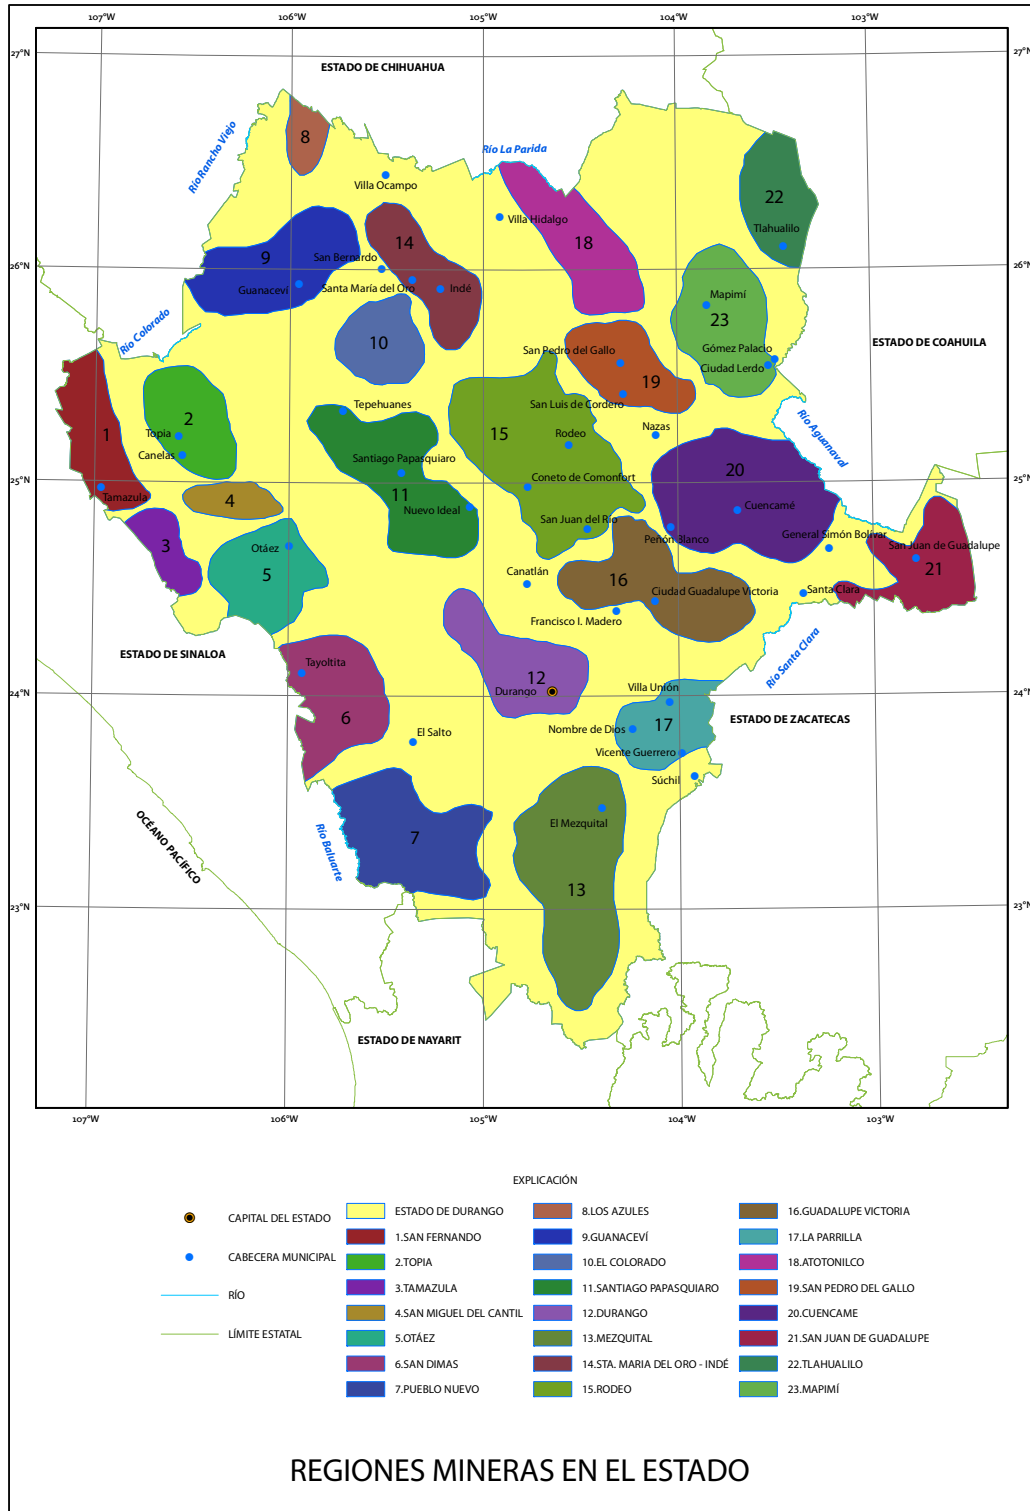 107°W
106°W
105°W
104°W
103°W
27°N
27°N
ESTADO DE CHIHUAHUA
Río Rancho Viejo
8
Río La Parida
Villa Ocampo
22
Villa Hidalgo
Tlahualilo
14
18
9
San Bernardo
26°N
26°N
Guanaceví
Santa María del Oro
Indé
Mapimí
23
Río Colorado
10
ESTADO DE COAHUILA
San Pedro del Gallo
Gómez Palacio
Ciudad Lerdo
19
Tepehuanes
San Luis de Cordero
2
1
15
Topia
Rodeo
Nazas
Río Aguanaval
Canelas
Santiago Papasquiaro
20
25°N
25°N
Coneto de Comonfort
Tamazula
4
11
Nuevo Ideal
Cuencamé
San Juan del Río
Peñón Blanco
General Simón Bolívar
3
Otáez
San Juan de Guadalupe
5
Canatlán
16
21
Ciudad Guadalupe Victoria
Santa Clara
Francisco I. Madero
ESTADO DE SINALOA
Río Santa Clara
Tayoltita
12
24°N
24°N
Durango
Villa Unión
6
ESTADO DE ZACATECAS
El Salto
Nombre de Dios
17
Vicente Guerrero
Súchil
OCÉANO PACÍFICO
Río Baluarte
7
El Mezquital
13
23°N
23°N
ESTADO DE NAYARIT
107°W
106°W
105°W
104°W
103°W
EXPLICACIÓN
CAPITAL DEL ESTADO
CABECERA MUNICIPAL
RÍO
LÍMITE ESTATAL
ESTADO DE DURANGO
1.SAN FERNANDO
2.TOPIA
3.TAMAZULA
4.SAN MIGUEL DEL CANTIL
5.OTÁEZ
6.SAN DIMAS
7.PUEBLO NUEVO
8.LOS AZULES
9.GUANACEVÍ
10.EL COLORADO
11.SANTIAGO PAPASQUIARO
12.DURANGO
13.MEZQUITAL
14.STA. MARIA DEL ORO - INDÉ
15.RODEO
16.GUADALUPE VICTORIA
17.LA PARRILLA
18.ATOTONILCO
19.SAN PEDRO DEL GALLO
20.CUENCAME
21.SAN JUAN DE GUADALUPE
22.TLAHUALILO
23.MAPIMÍ
REGIONES MINERAS EN EL ESTADO